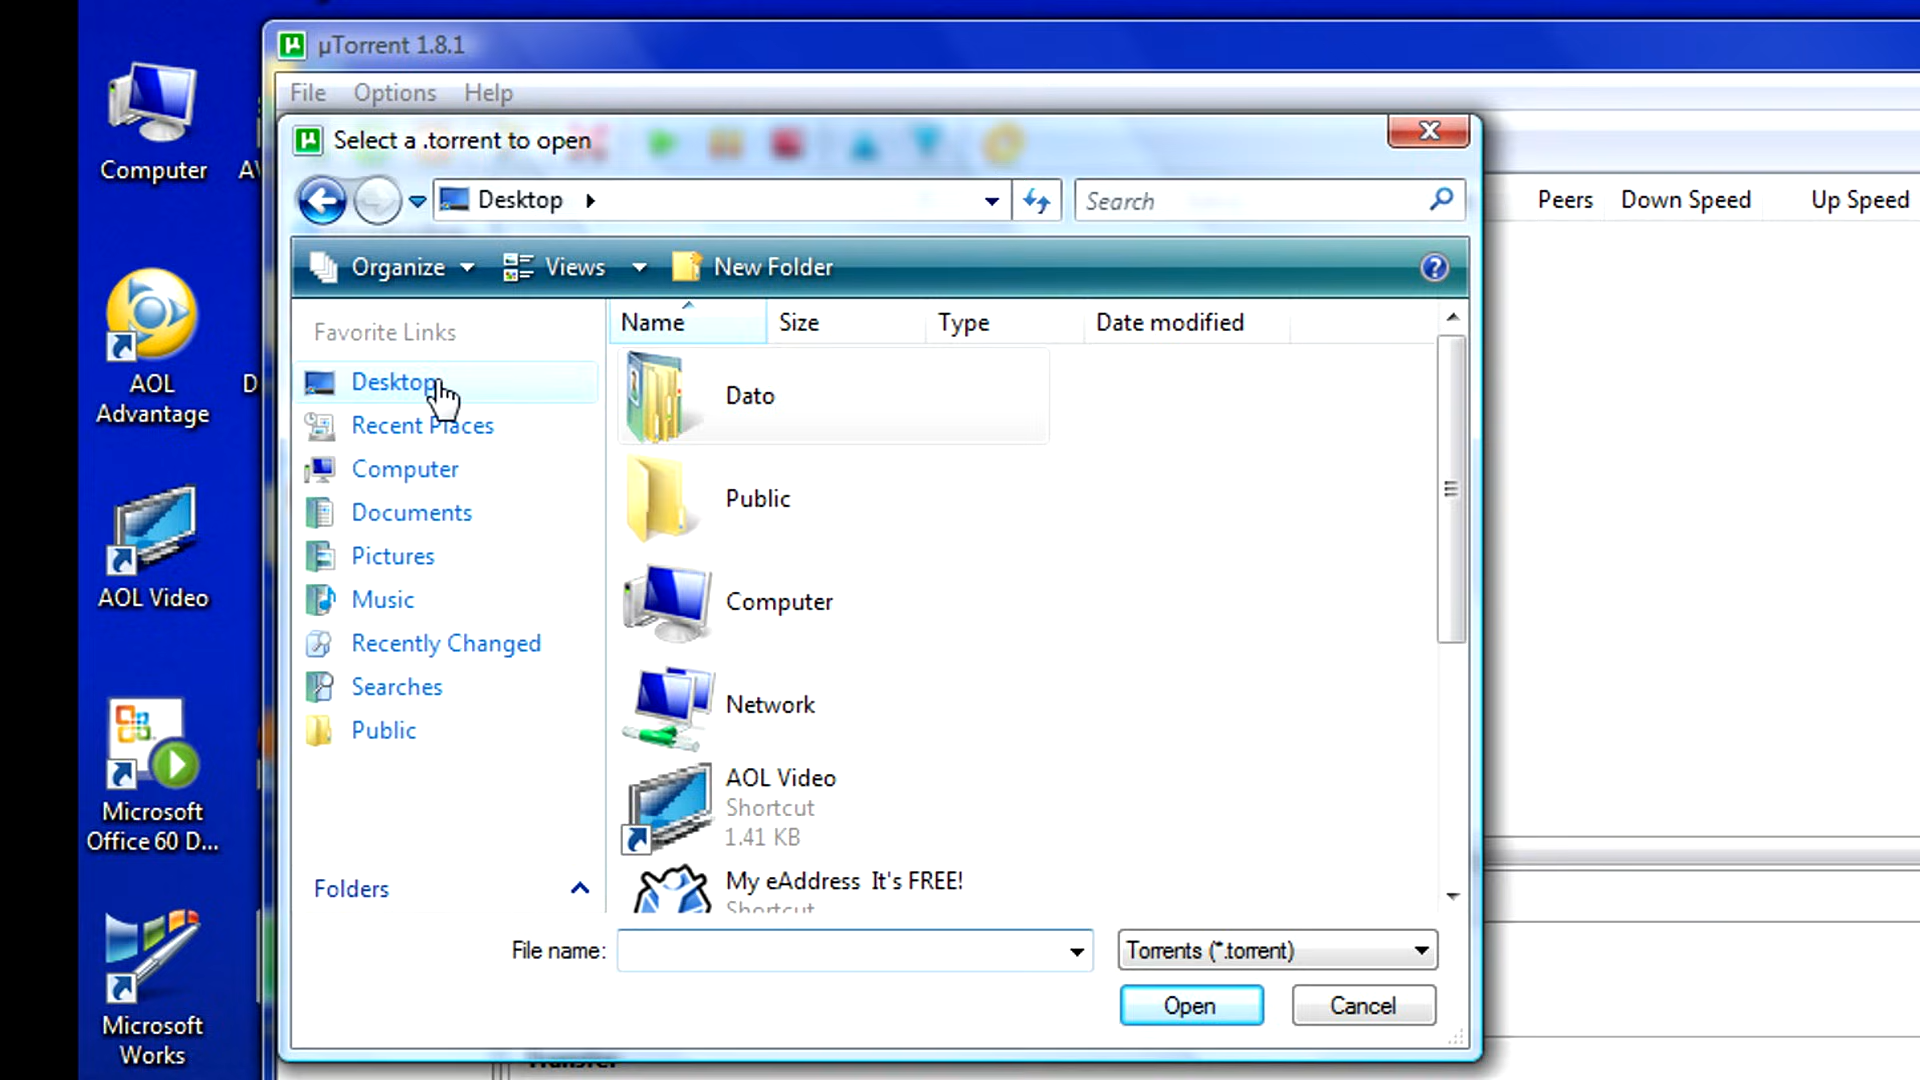 µTorrent 1.8.1
File Options Help
Select a .torrent to open
Desktop
Search
Peers Down Speed Up Speed
Organize Views New Folder
Favorite Links
Name Size Type Date modified
Desktop
Recent Places
Computer
Documents
Pictures
Music
Recently Changed
Searches
Public
Folders
Dato
Public
Computer
Network
AOL Video
Shortcut
1.41 KB
My eAddress It's FREE!
Shortcut
File name:
Torrents (*.torrent)
Open Cancel
Computer
AOL
Advantage
AOL Video
Microsoft
Office 60 D...
Microsoft
Works